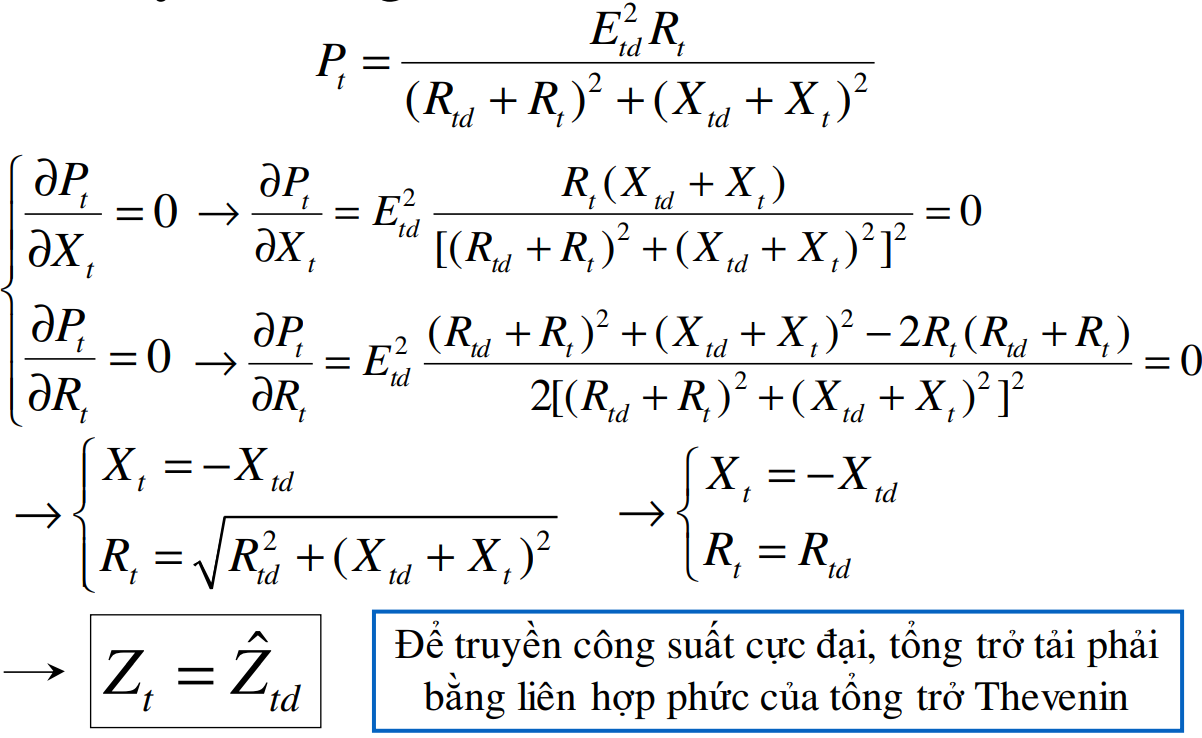 P_t = \frac{E_{td}^2 R_t}{(R_{td} + R_t)^2 + (X_{td} + X_t)^2}
\begin{cases} \frac{\partial P_t}{\partial X_t} = 0 → \frac{\partial P_t}{\partial X_t} = E_{td}^2 \frac{R_t(X_{td} + X_t)}{[(R_{td} + R_t)^2 + (X_{td} + X_t)^2]^2} = 0
\frac{\partial P_t}{\partial R_t} = 0 → \frac{\partial P_t}{\partial R_t} = E_{td}^2 \frac{(R_{td} + R_t)^2 + (X_{td} + X_t)^2 - 2R_t(R_{td} + R_t)}{2[(R_{td} + R_t)^2 + (X_{td} + X_t)^2]^2} = 0 \end{cases}
→ \begin{cases} X_t = -X_{td} \\ R_t = \sqrt{R_{td}^2 + (X_{td} + X_t)^2} \end{cases} → \begin{cases} X_t = -X_{td} \\ R_t = R_{td} \end{cases}
→ Z_t = \hat{Z}_{td}
Để truyền công suất cực đại, tổng trở tải phải
bằng liên hợp phức của tổng trở Thevenin